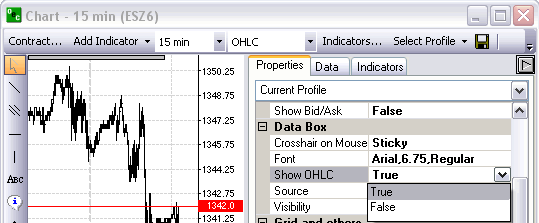 Chart - 15 min (ESZ6)
Contract... Add Indicator 15 min OHLC Indicators... Select Profile
Properties Data Indicators
Current Profile
Show Bid/Ask False
Data Box
Crosshair on Mouse Sticky
Font Arial,6.75,Regular
Show OHLC True
Source True
Visibility False
Grid and others
ABC
1350.25
1348.75
1347.25
1345.75
1344.25
1342.75
1342.0
1341.25